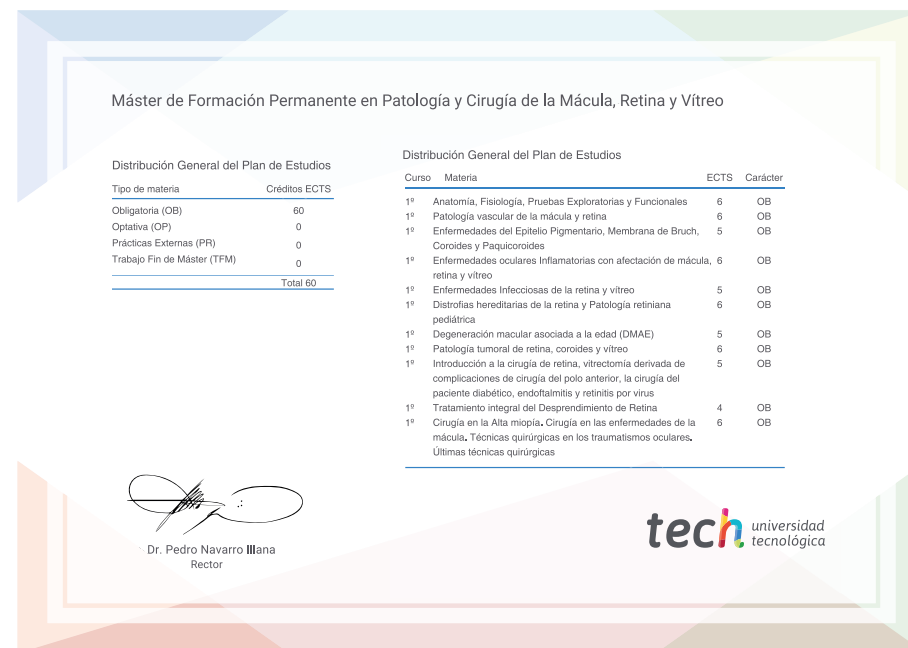 Máster de Formación Permanente en Patología y Cirugía de la Mácula, Retina y Vítreo
Distribución General del Plan de Estudios
Tipo de materia Créditos ECTS
Obligatoria (OB) 60
Optativa (OP) 0
Prácticas Externas (PR) 0
Trabajo Fin de Máster (TFM) 0
Total 60
Distribución General del Plan de Estudios
Curso Materia ECTS Carácter
1º Anatomía, Fisiología, Pruebas Exploratorias y Funcionales 6 OB
1º Patología vascular de la mácula y retina 6 OB
1º Enfermedades del Epitelio Pigmentario, Membrana de Bruch, 5 OB
Coroides y Paquicoroides
1º Enfermedades oculares Inflamatorias con afectación de mácula, 6 OB
retina y vítreo
1º Enfermedades Infecciosas de la retina y vítreo 5 OB
1º Distrofias hereditarias de la retina y Patología retiniana 6 OB
pediátrica
1º Degeneración macular asociada a la edad (DMAE) 5 OB
1º Patología tumoral de retina, coroides y vítreo 6 OB
1º Introducción a la cirugía de retina, vitrectomía derivada de 5 OB
complicaciones de cirugía del polo anterior, la cirugía del
paciente diabético, endoftalmitis y retinitis por virus
1º Tratamiento integral del Desprendimiento de Retina 4 OB
1º Cirugía en la Alta miopía. Cirugía en las enfermedades de la 6 OB
mácula. Técnicas quirúrgicas en los traumatismos oculares.
Últimas técnicas quirúrgicas
Dr. Pedro Navarro Illana
Rector
tech universidad
tecnológica